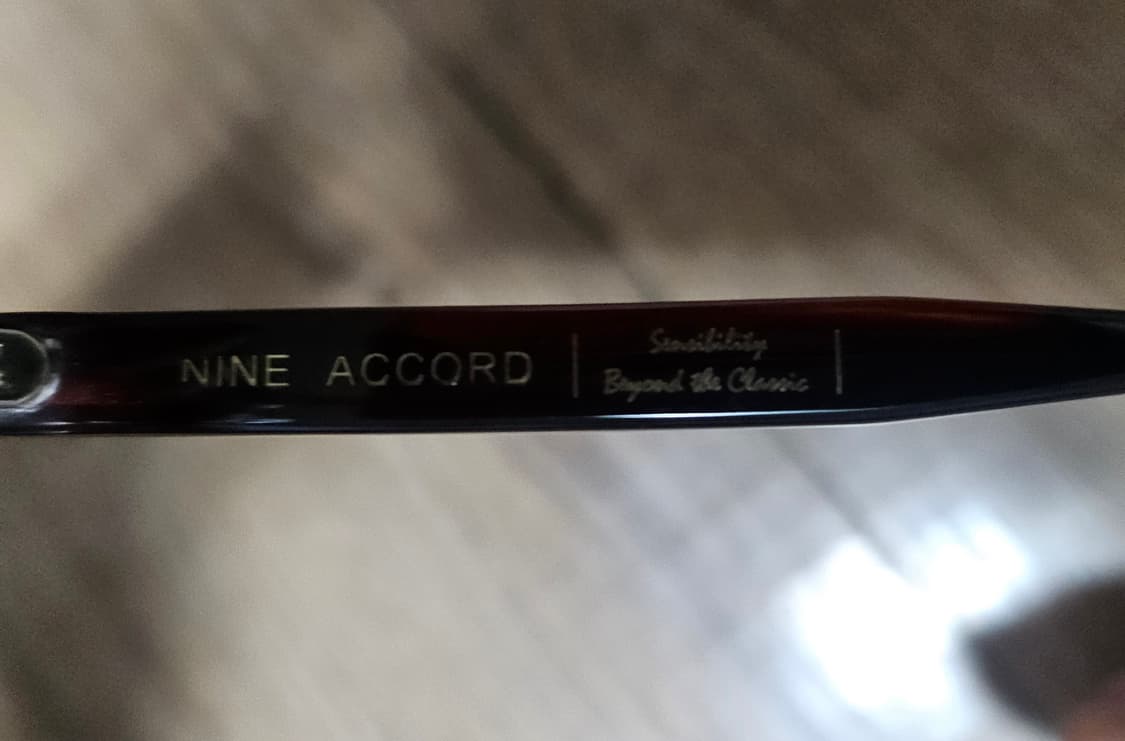 NINE ACCORD
Sensibility
Beyond the Classic